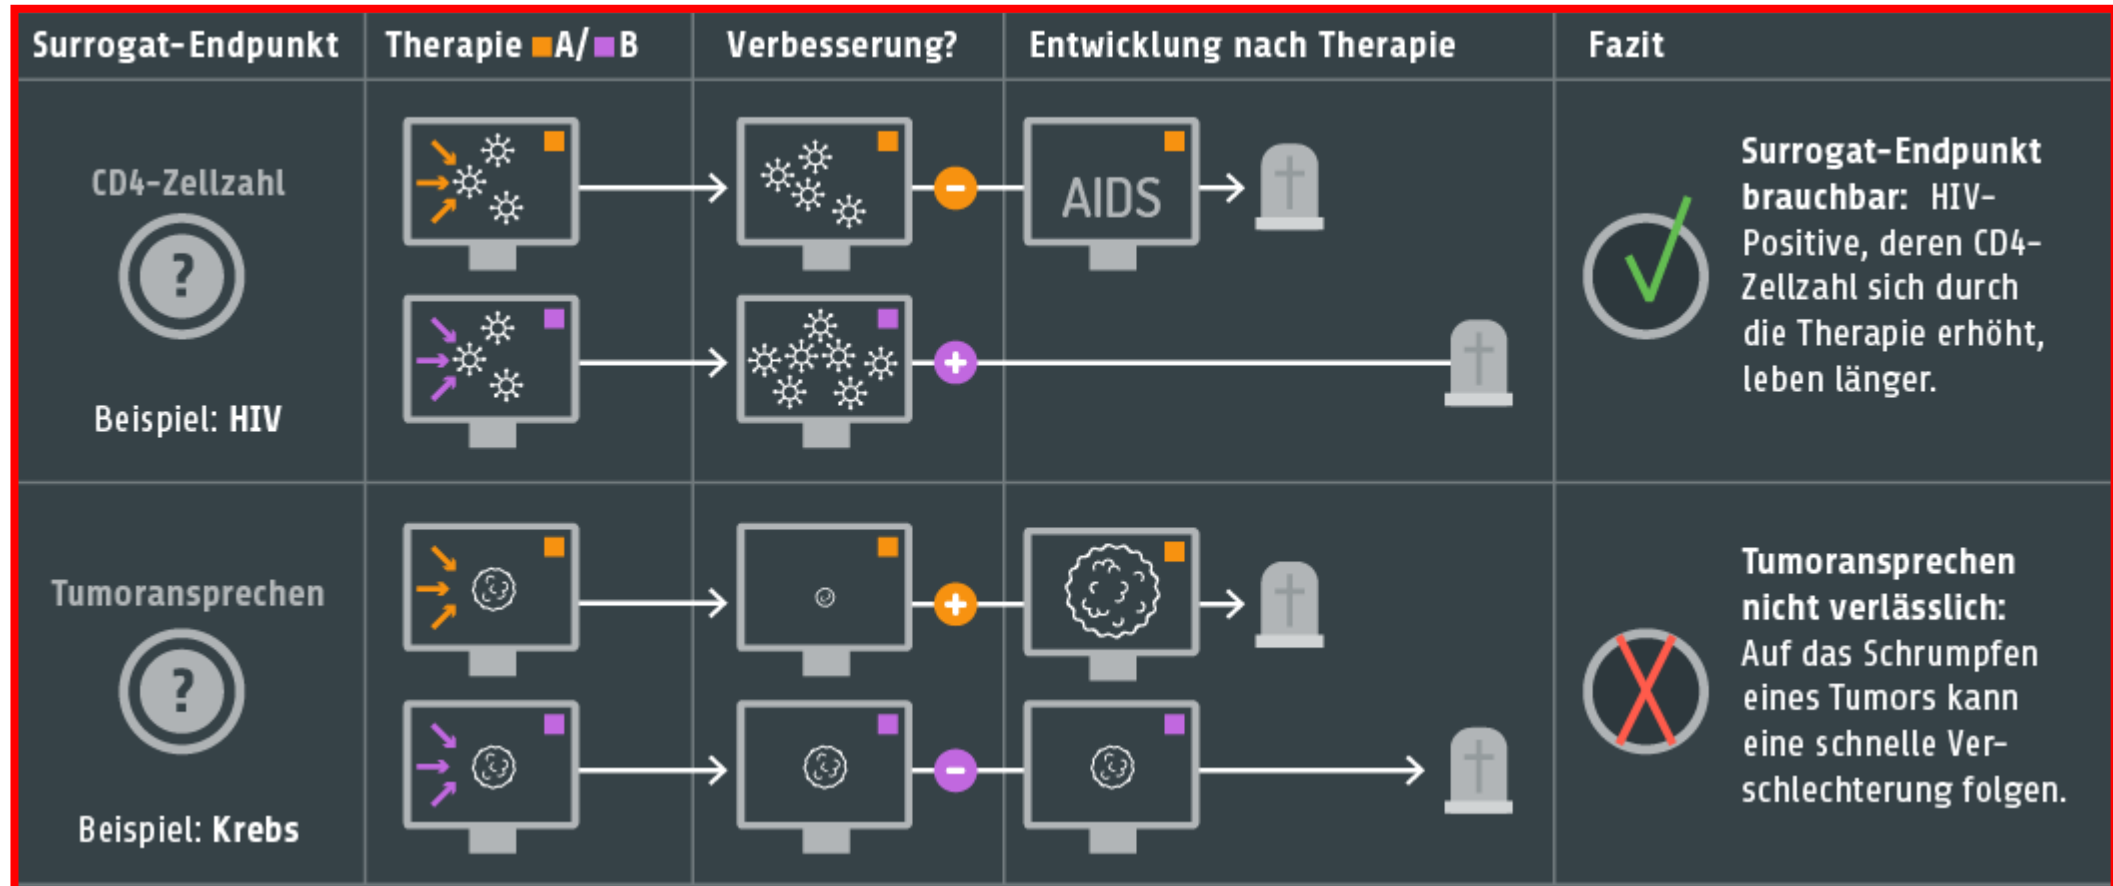 Surrogat-Endpunkt
Therapie A/ B
Verbesserung?
Entwicklung nach Therapie
Fazit
CD4-Zellzahl
?
Beispiel: HIV
AIDS
Surrogat-Endpunkt
brauchbar: HIV-
Positive, deren CD4-
Zellzahl sich durch
die Therapie erhöht,
leben länger.
Tumoransprechen
?
Beispiel: Krebs
Tumoransprechen
nicht verlässlich:
Auf das Schrumpfen
eines Tumors kann
eine schnelle Ver-
schlechterung folgen.